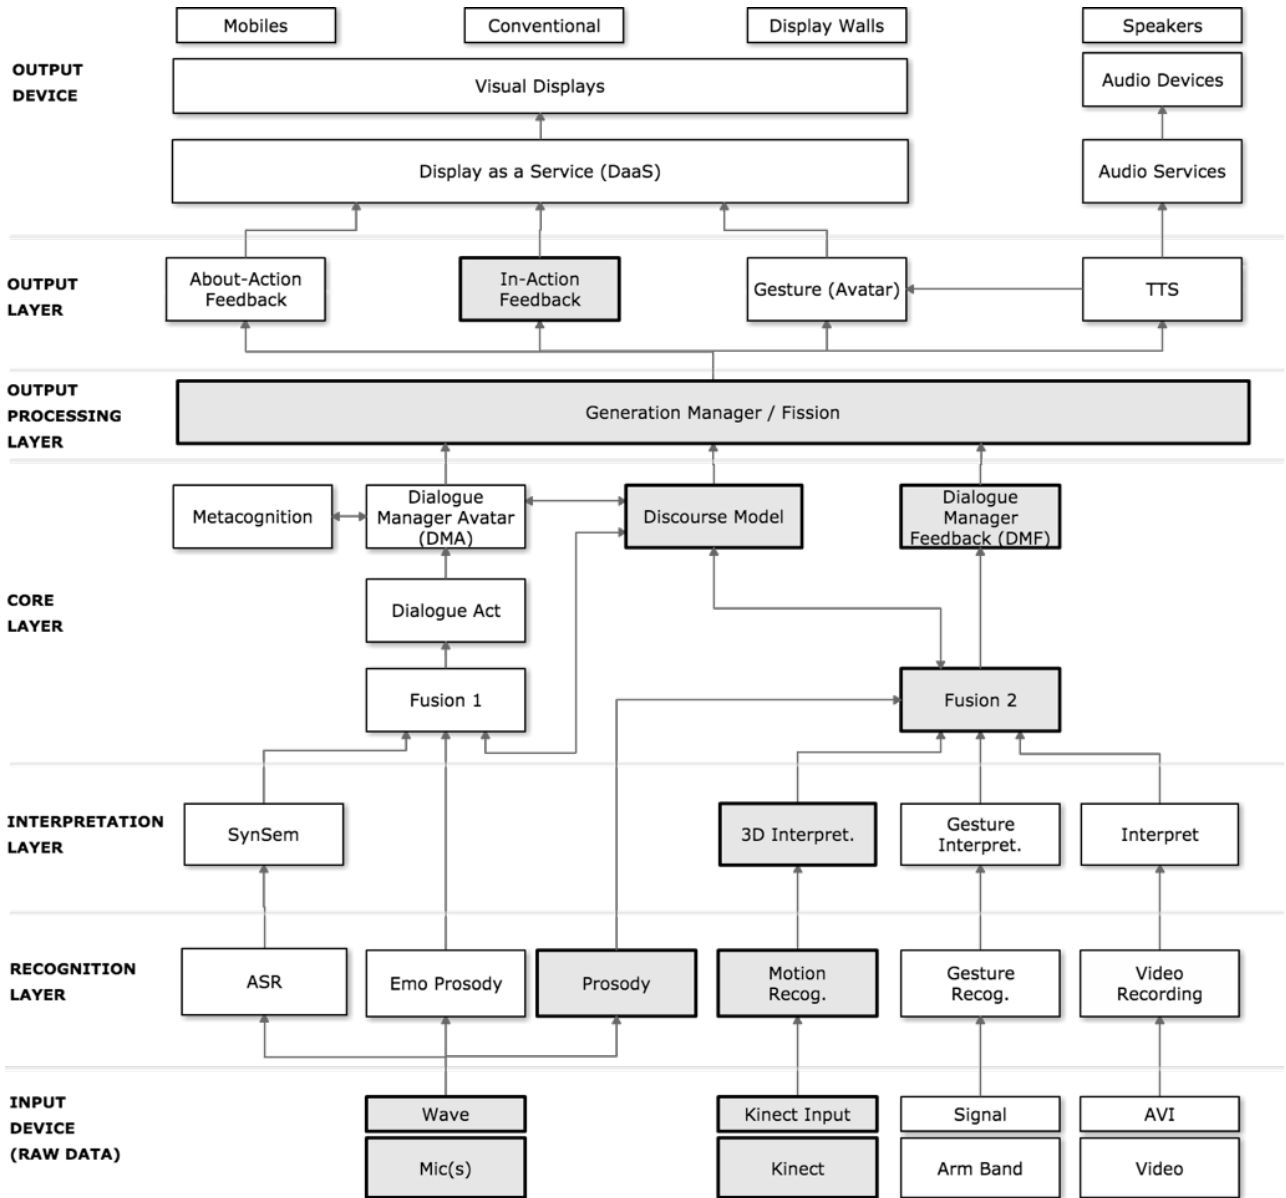 Mobiles
Conventional
Display Walls
Speakers
OUTPUT
DEVICE
Visual Displays
Audio Devices
Display as a Service (DaaS)
Audio Services
OUTPUT
LAYER
About-Action
Feedback
In-Action
Feedback
Gesture (Avatar)
TTS
OUTPUT
PROCESSING
LAYER
Generation Manager / Fission
Metacognition
Dialogue
Manager Avatar
(DMA)
Discourse Model
Dialogue
Manager
Feedback (DMF)
CORE
LAYER
Dialogue Act
Fusion 1
Fusion 2
INTERPRETATION
LAYER
SynSem
3D Interpret.
Gesture
Interpret.
Interpret
RECOGNITION
LAYER
ASR
Emo Prosody
Prosody
Motion
Recog.
Gesture
Recog.
Video
Recording
INPUT
DEVICE
(RAW DATA)
Wave
Kinect Input
Signal
AVI
Mic(s)
Kinect
Arm Band
Video